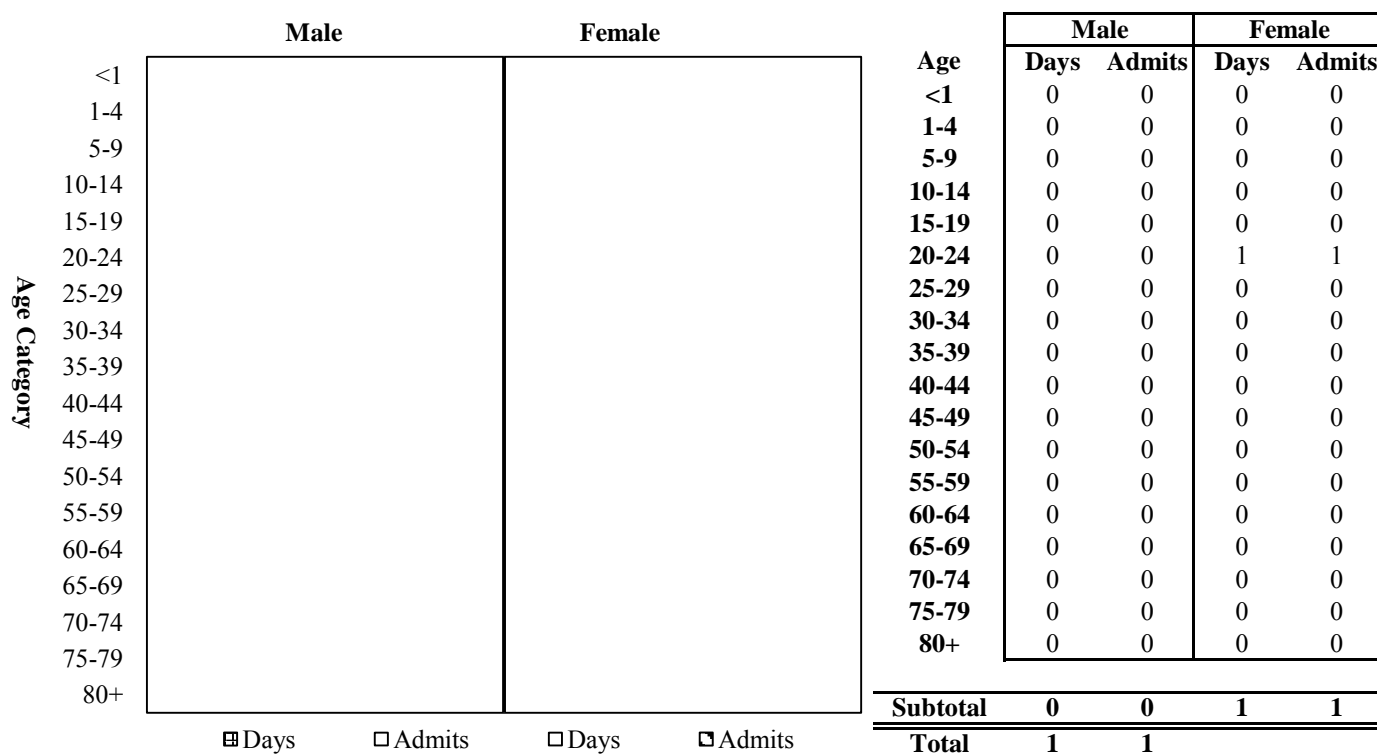 Male Female
<1
1-4
5-9
10-14
15-19
20-24
25-29
30-34
35-39
40-44
45-49
50-54
55-59
60-64
65-69
70-74
75-79
80+
Age Category
Days Admits Days Admits
Male Female
Age Days Admits Days Admits
<1 0 0 0 0
1-4 0 0 0 0
5-9 0 0 0 0
10-14 0 0 0 0
15-19 0 0 0 0
20-24 0 0 1 1
25-29 0 0 0 0
30-34 0 0 0 0
35-39 0 0 0 0
40-44 0 0 0 0
45-49 0 0 0 0
50-54 0 0 0 0
55-59 0 0 0 0
60-64 0 0 0 0
65-69 0 0 0 0
70-74 0 0 0 0
75-79 0 0 0 0
80+ 0 0 0 0
Subtotal 0 0 1 1
Total 1 1